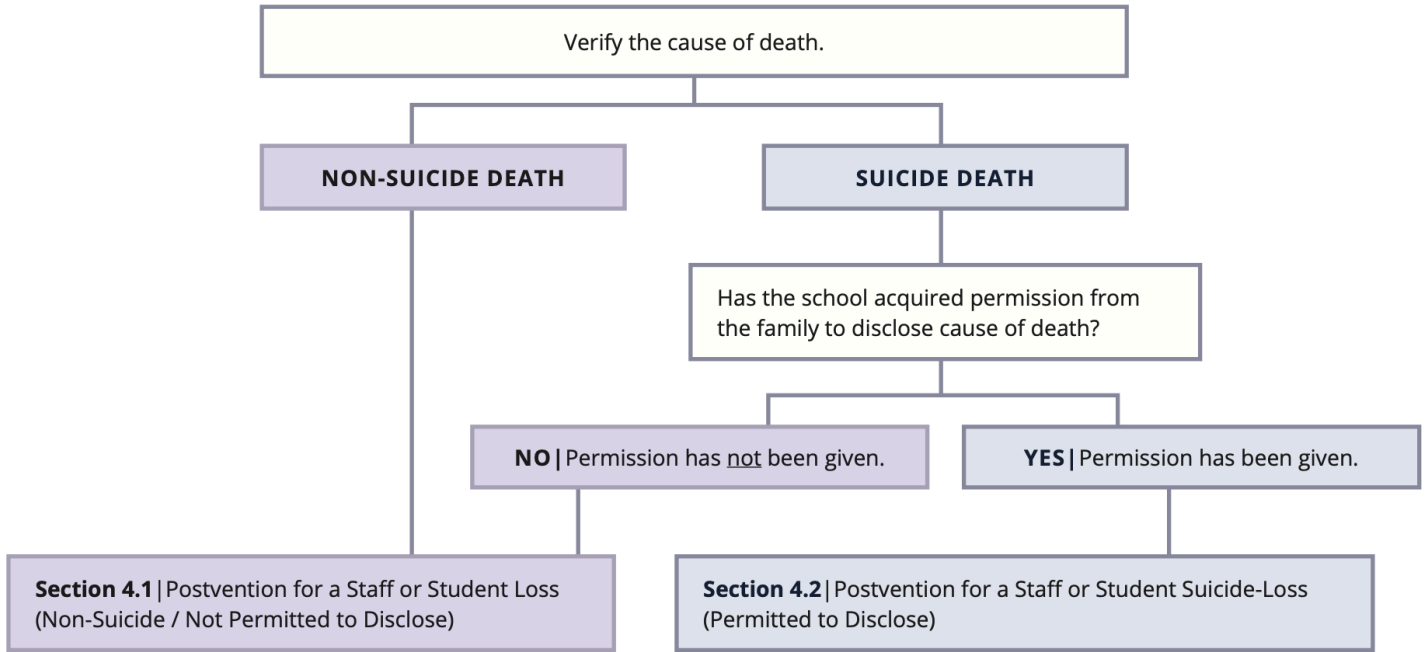 Verify the cause of death.
NON-SUICIDE DEATH
SUICIDE DEATH
Has the school acquired permission from
the family to disclose cause of death?
NO|Permission has not been given.
YES|Permission has been given.
Section 4.1|Postvention for a Staff or Student Loss
(Non-Suicide / Not Permitted to Disclose)
Section 4.2|Postvention for a Staff or Student Suicide-Loss
(Permitted to Disclose)